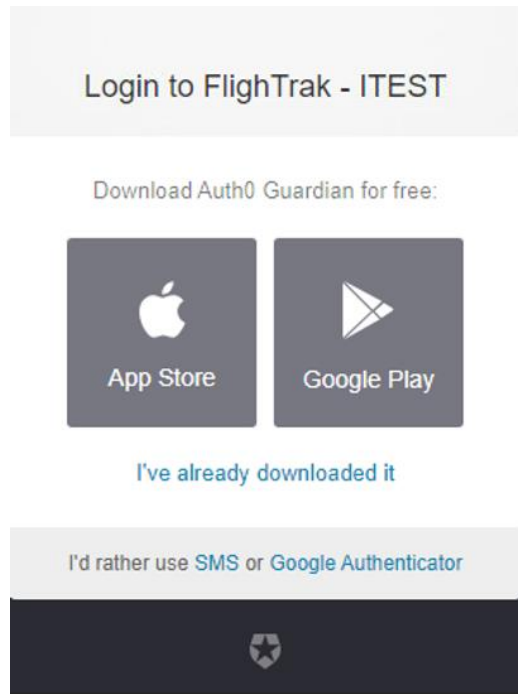 Login to FlighTrak - ITEST
Download Auth0 Guardian for free:
App Store
Google Play
I've already downloaded it
I'd rather use SMS or Google Authenticator